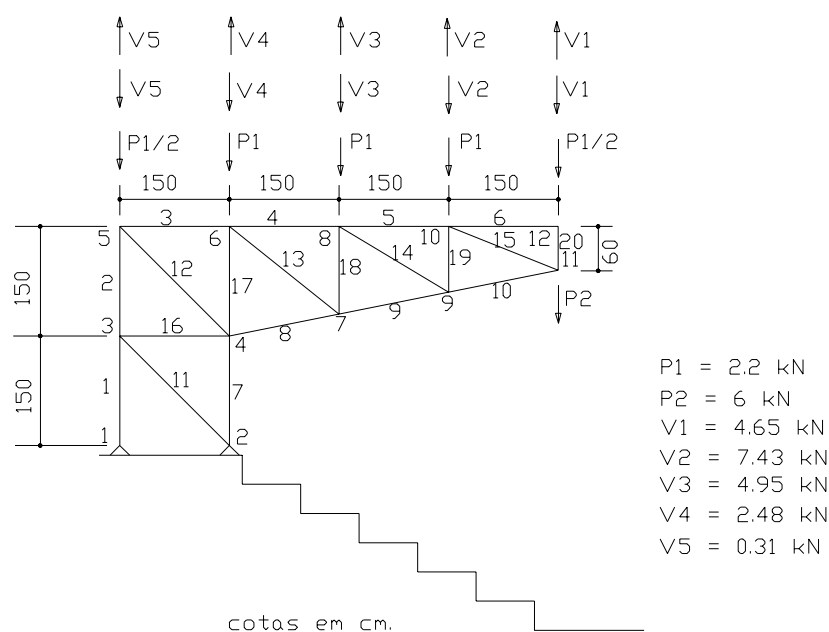 V5 V4 V3 V2 V1
V5 V4 V3 V2 V1
P1/2 P1 P1 P1 P1/2
150 150 150 150
3 4 5 6
5 6 8 10 12 20
12 13 14 15 11 60
2 150 17 18 19
10 P2
3 16 4 8 7 9 9
1 150 11 7
1 2
P1 = 2.2 kN
P2 = 6 kN
V1 = 4.65 kN
V2 = 7.43 kN
V3 = 4.95 kN
V4 = 2.48 kN
V5 = 0.31 kN
cotas em cm.